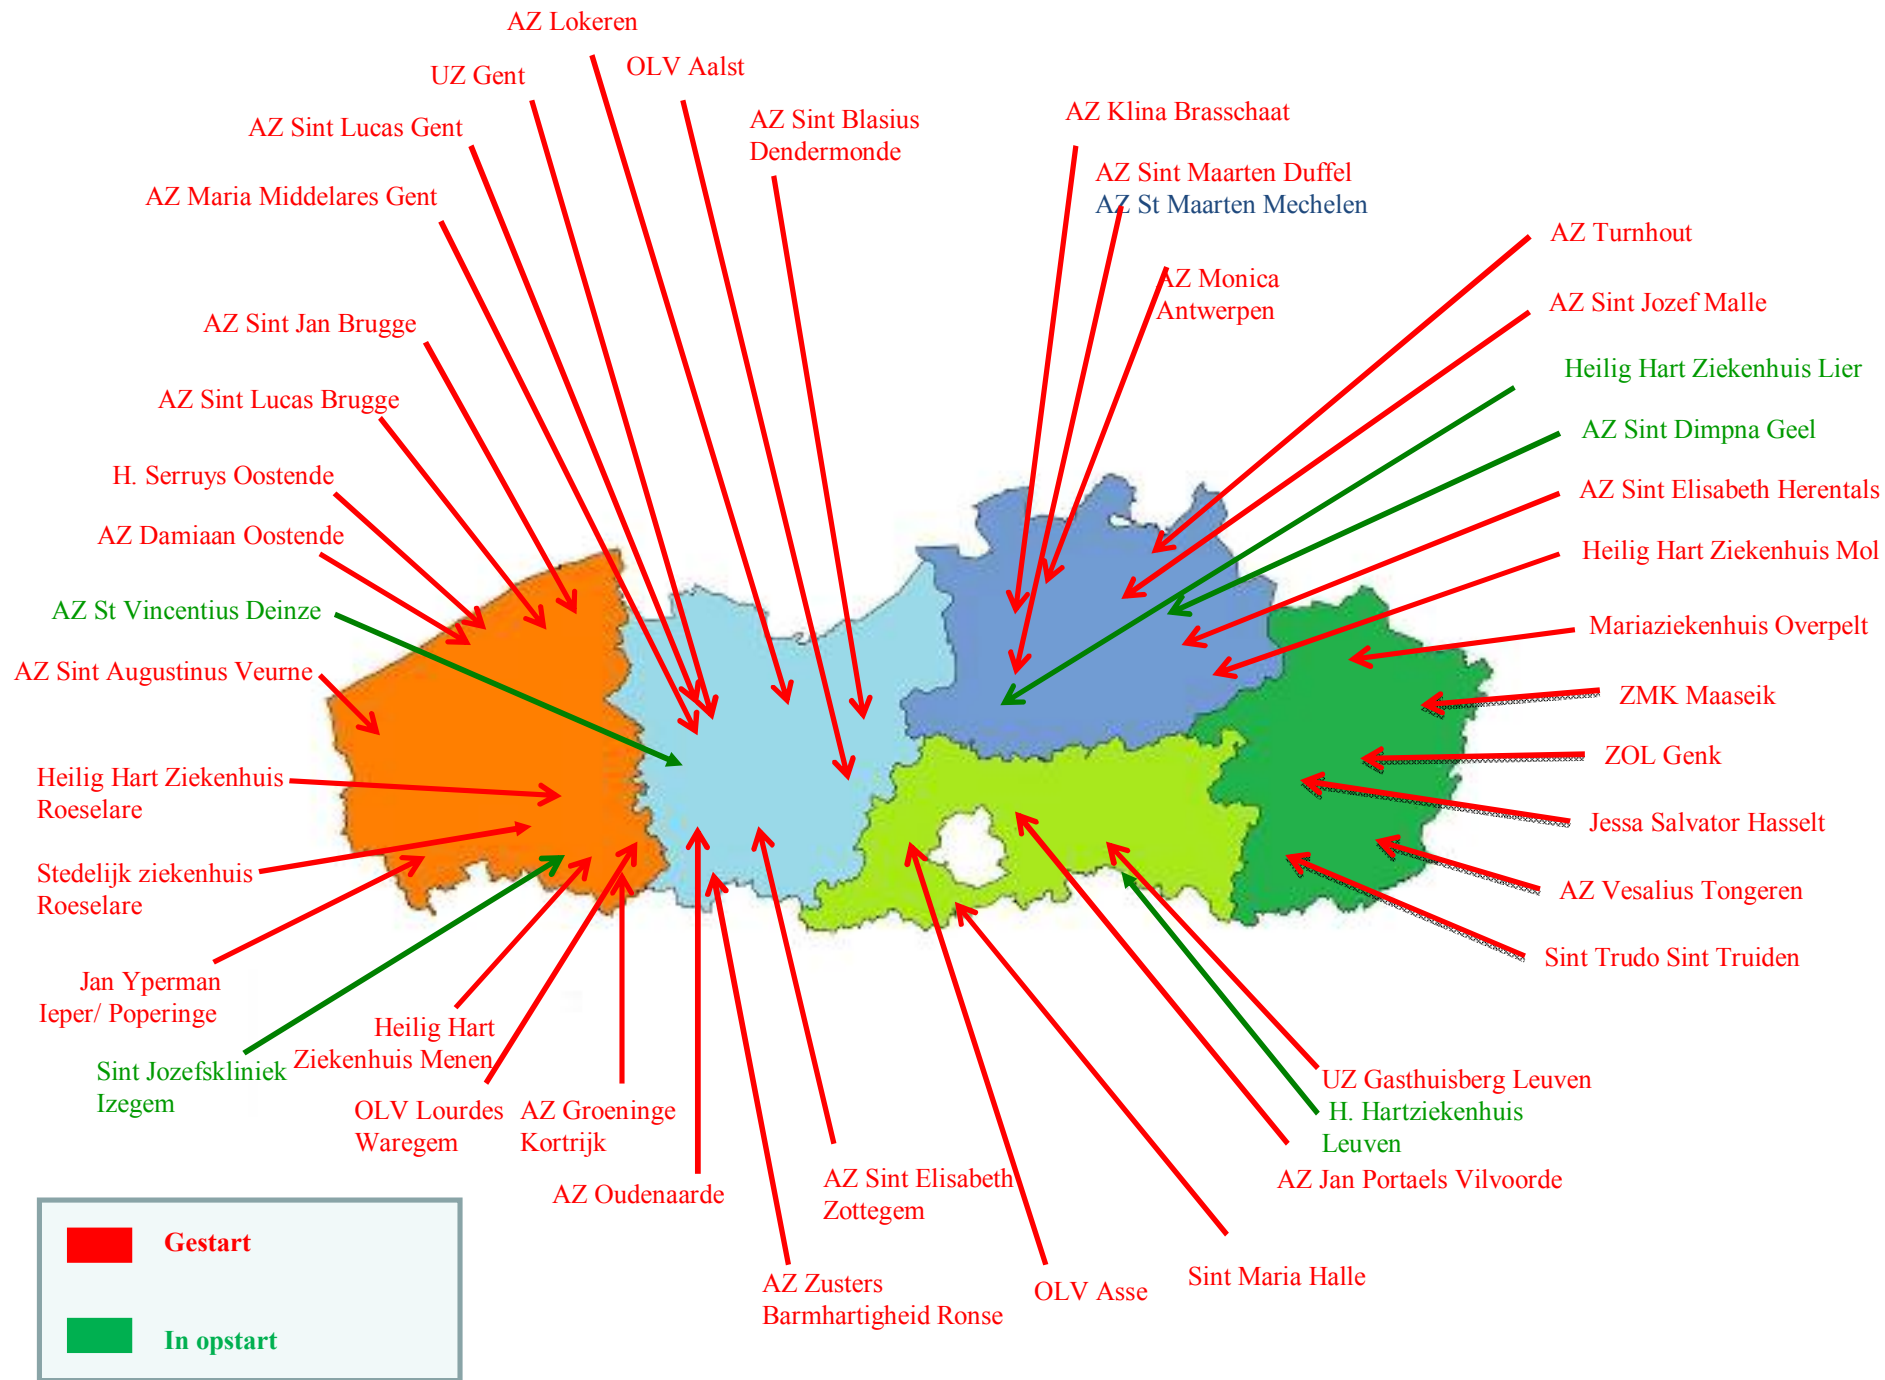 AZ Lokeren
UZ Gent
OLV Aalst
AZ Sint Lucas Gent
AZ Sint Blasius
Dendermonde
AZ Klina Brasschaat
AZ Maria Middelares Gent
AZ Sint Maarten Duffel
AZ St Maarten Mechelen
AZ Turnhout
AZ Monica
Antwerpen
AZ Sint Jozef Malle
AZ Sint Jan Brugge
Heilig Hart Ziekenhuis Lier
AZ Sint Lucas Brugge
AZ Sint Dimpna Geel
H. Serruys Oostende
AZ Sint Elisabeth Herentals
AZ Damiaan Oostende
Heilig Hart Ziekenhuis Mol
AZ St Vincentius Deinze
Mariaziekenhuis Overpelt
AZ Sint Augustinus Veurne
ZMK Maaseik
ZOL Genk
Heilig Hart Ziekenhuis
Roeselare
Jessa Salvator Hasselt
Stedelijk ziekenhuis
Roeselare
AZ Vesalius Tongeren
Sint Trudo Sint Truiden
Jan Yperman
Ieper/ Poperinge
Heilig Hart
Ziekenhuis Menen
Sint Jozefskliniek
Izegem
UZ Gasthuisberg Leuven
H. Hartziekenhuis
Leuven
OLV Lourdes
Waregem
AZ Groeninge
Kortrijk
AZ Jan Portaels Vilvoorde
AZ Sint Elisabeth
Zottegem
AZ Oudenaarde
Sint Maria Halle
OLV Asse
AZ Zusters
Barmhartigheid Ronse
Gestart
In opstart